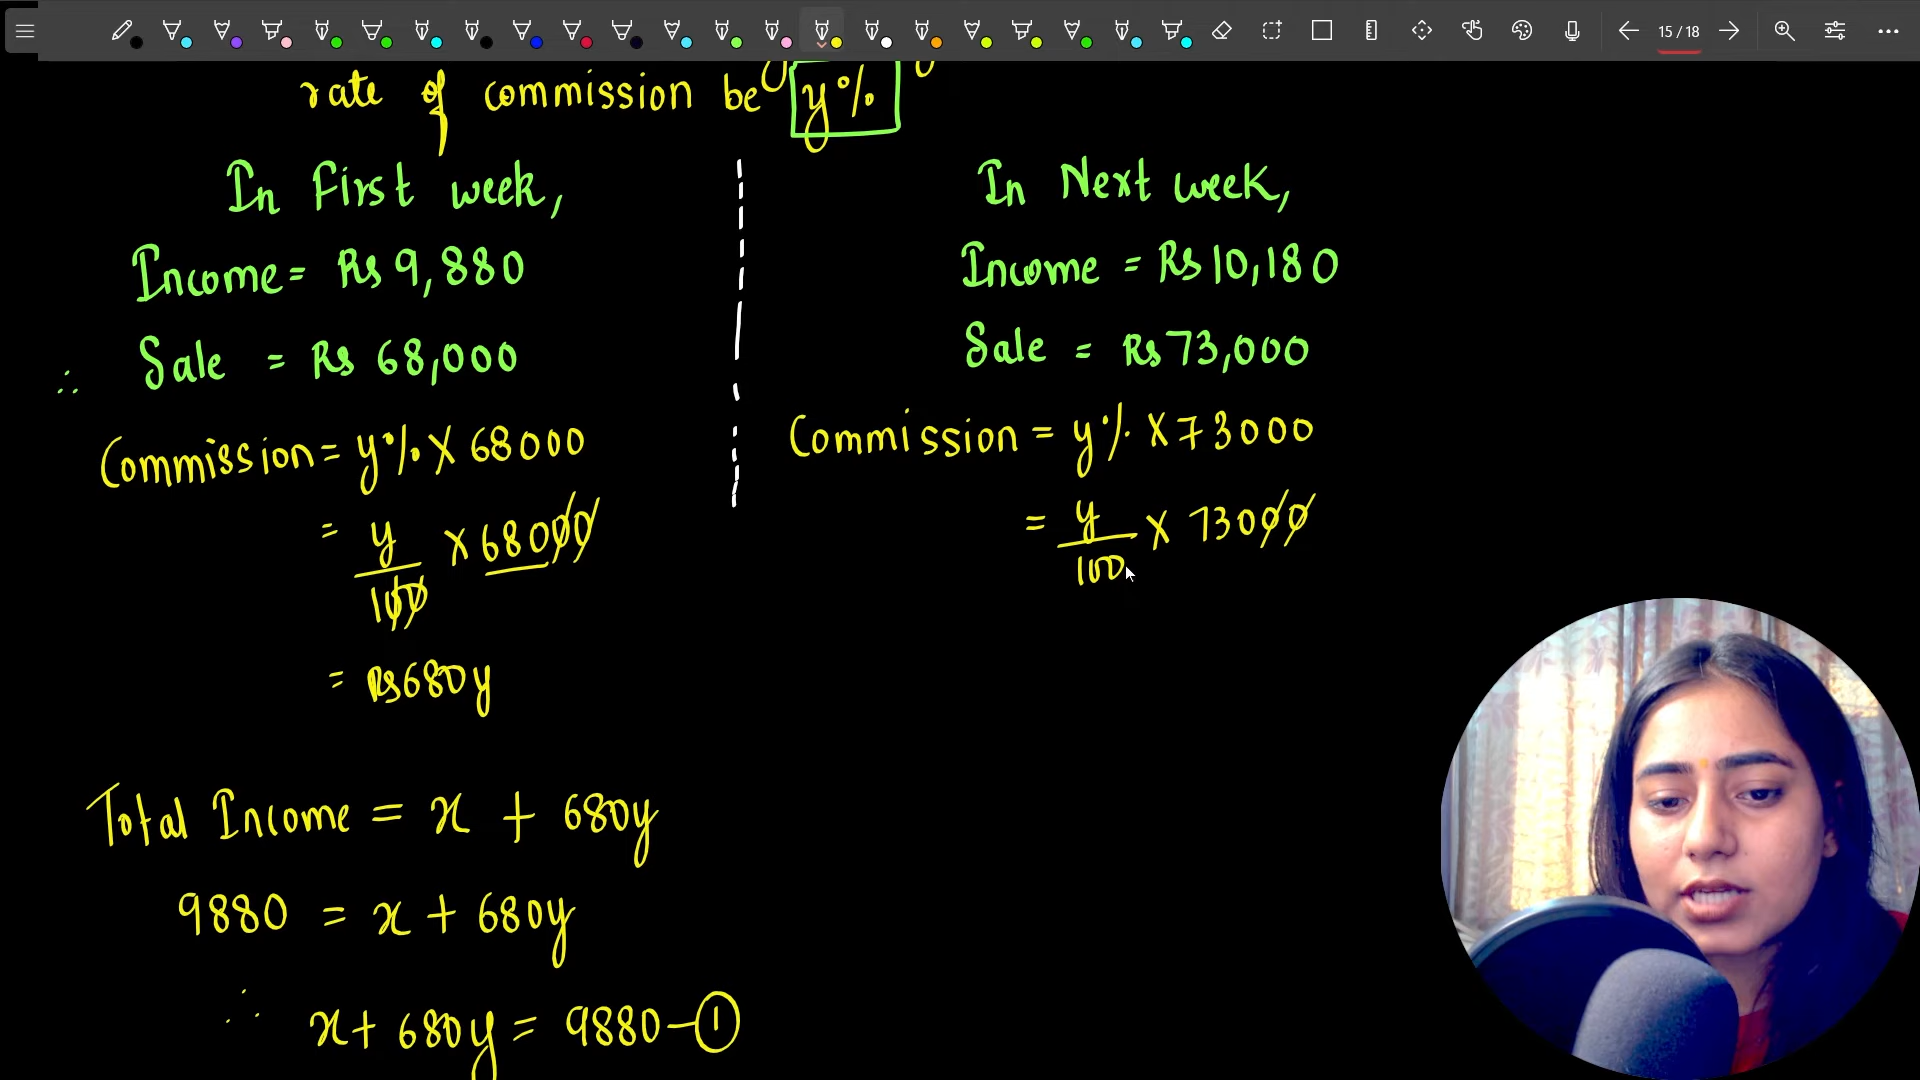 15 / 18
rate of commission be y%
In First week,
Income = Rs 9,880
∴ Sale = Rs 68,000
Commission = y% X 68000
= y/100 X 68000
= Rs 680y
Total Income = x + 680y
9880 = x + 680y
∴ x + 680y = 9880 - ①
In Next week,
Income = Rs 10,180
Sale = Rs 73,000
Commission = y% X 73000
= y/100 X 73000